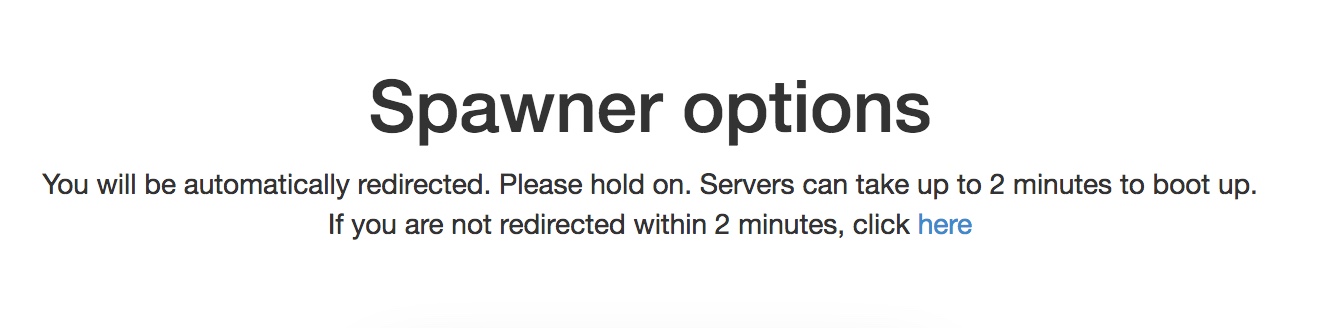 Spawner options
You will be automatically redirected. Please hold on. Servers can take up to 2 minutes to boot up.
If you are not redirected within 2 minutes, click here